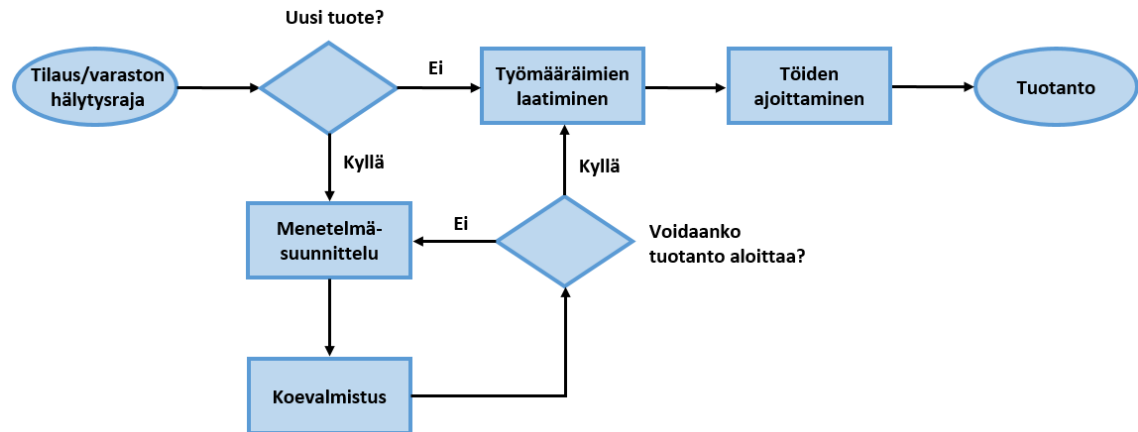 Uusi tuote?
Tilaus/varaston
hälytysraja
Ei
Työmääräimien
laatiminen
Töiden
ajoittaminen
Tuotanto
Kyllä
Kyllä
Menetelmä-
suunnittelu
Ei
Voidaanko
tuotanto aloittaa?
Koevalmistus